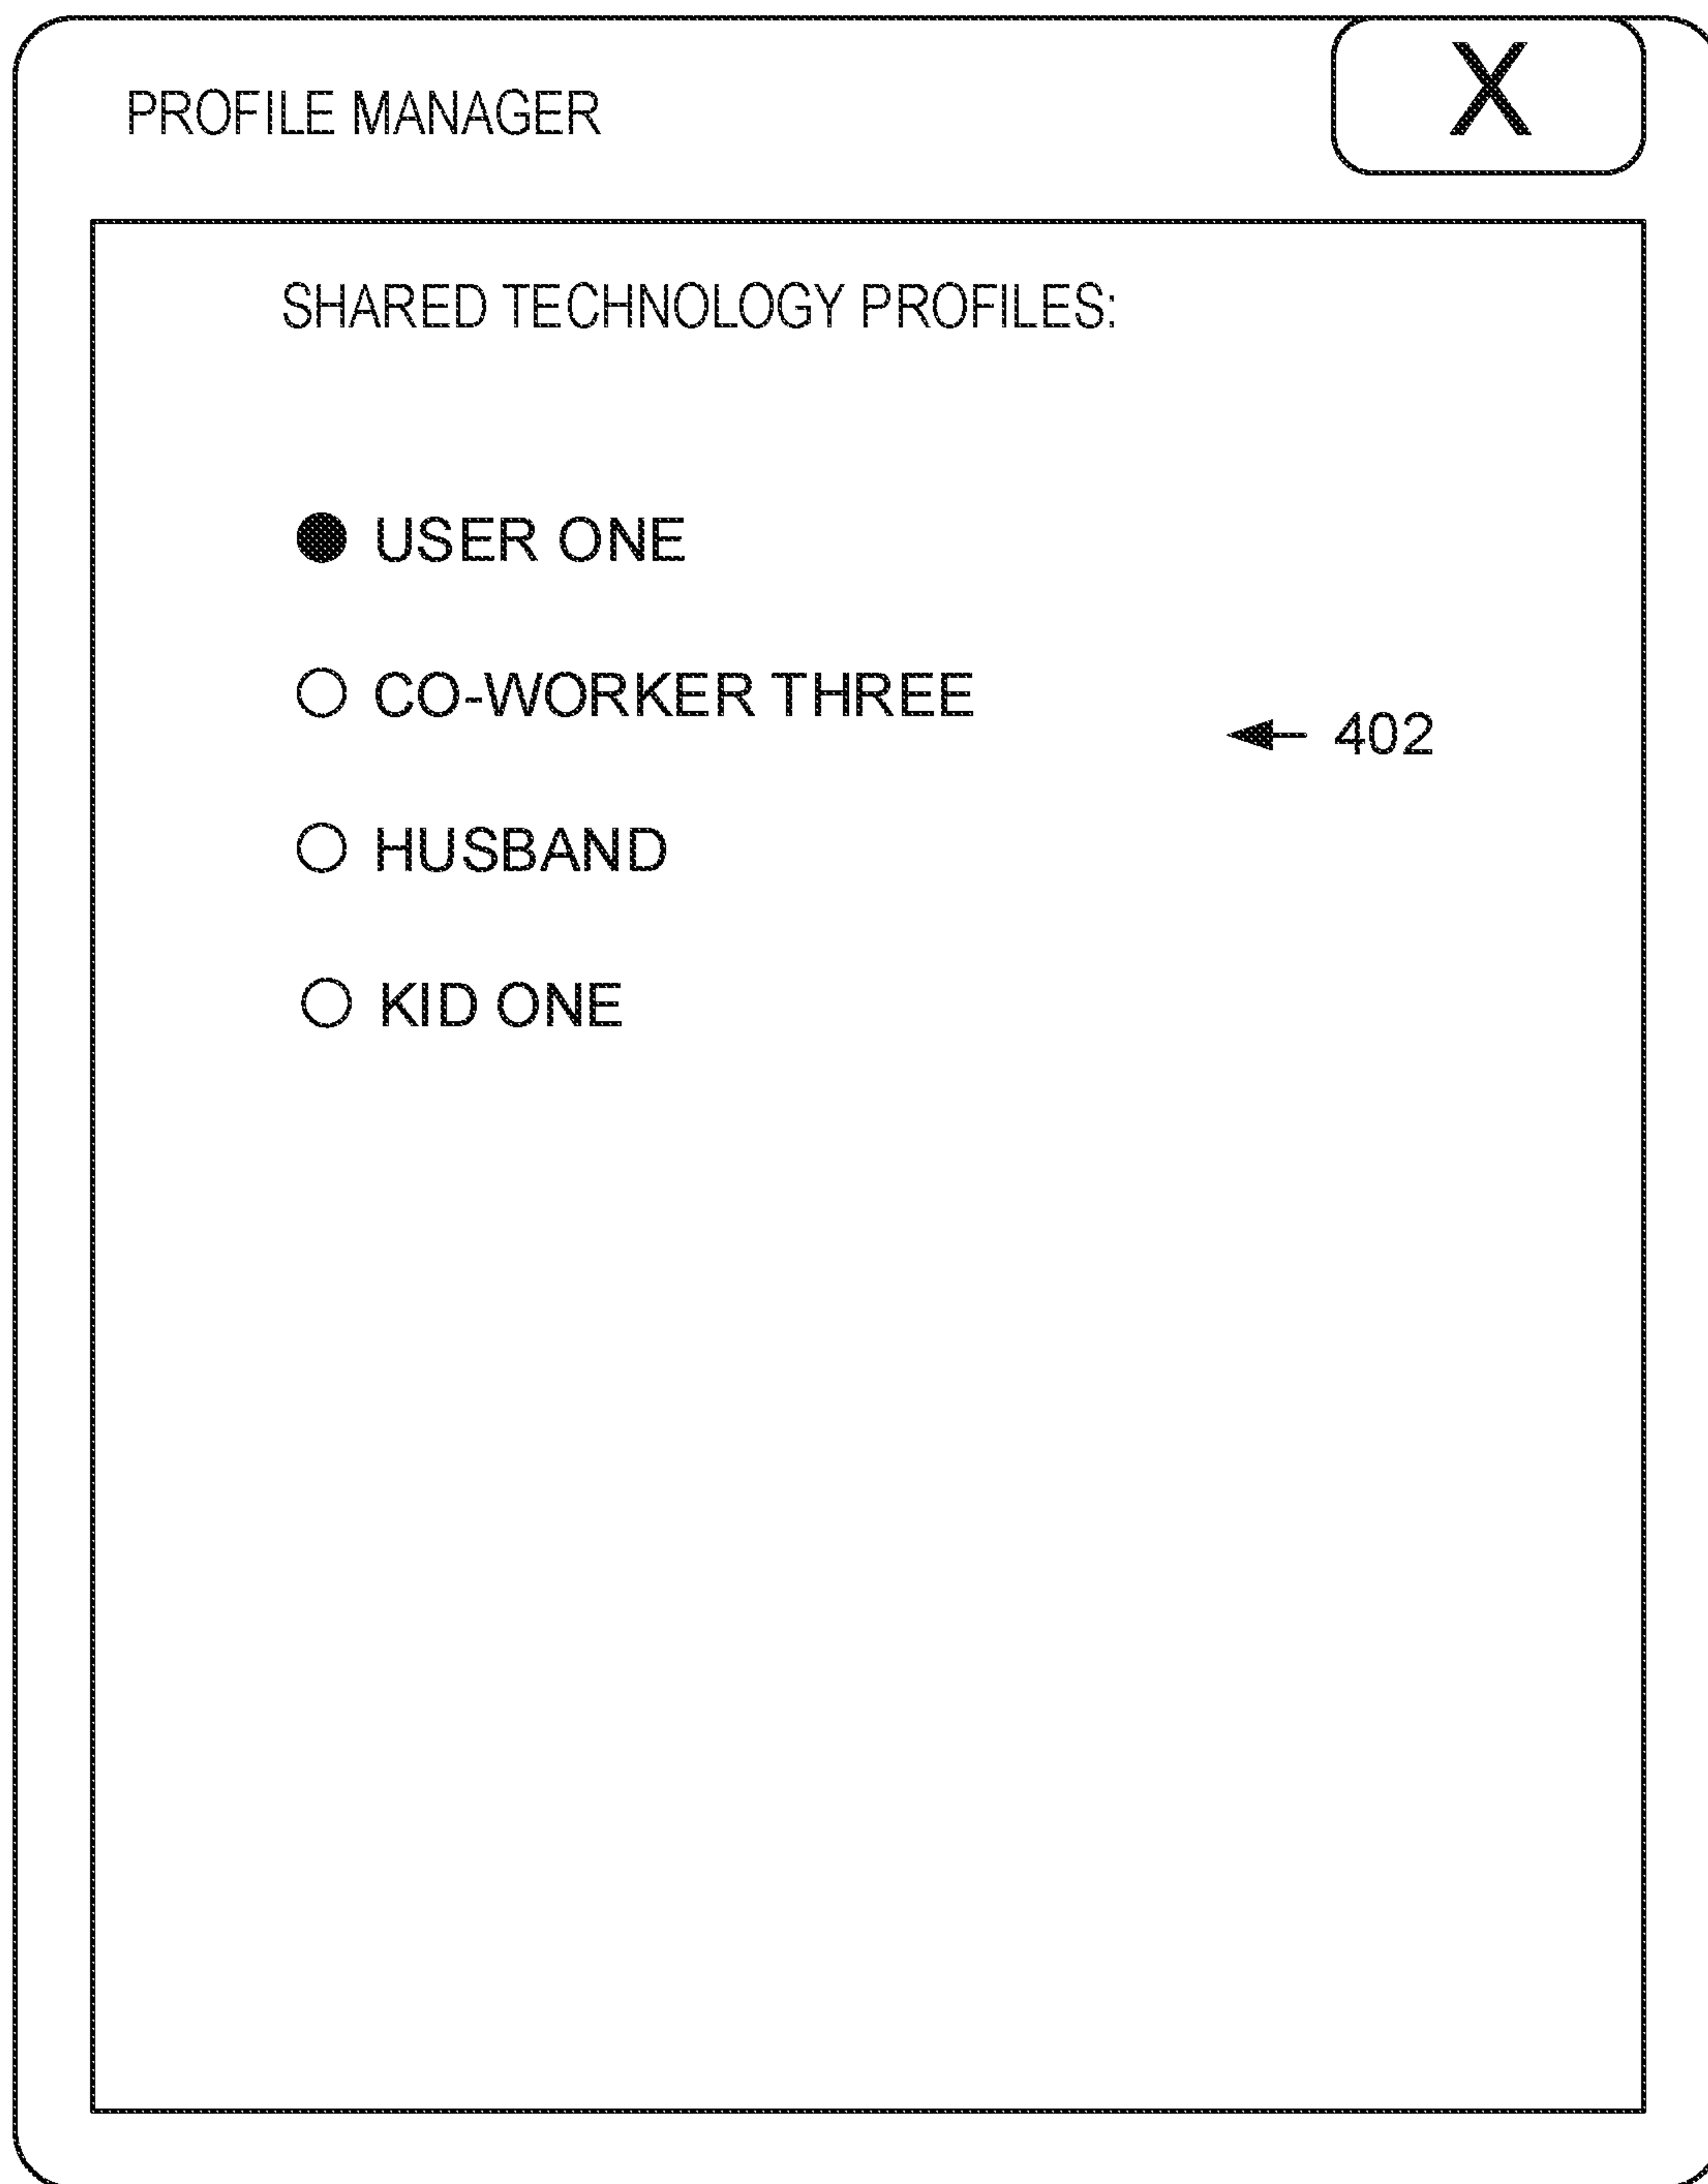 PROFILE MANAGER
X
SHARED TECHNOLOGY PROFILES:
USER ONE
CO-WORKER THREE
402
HUSBAND
KID ONE